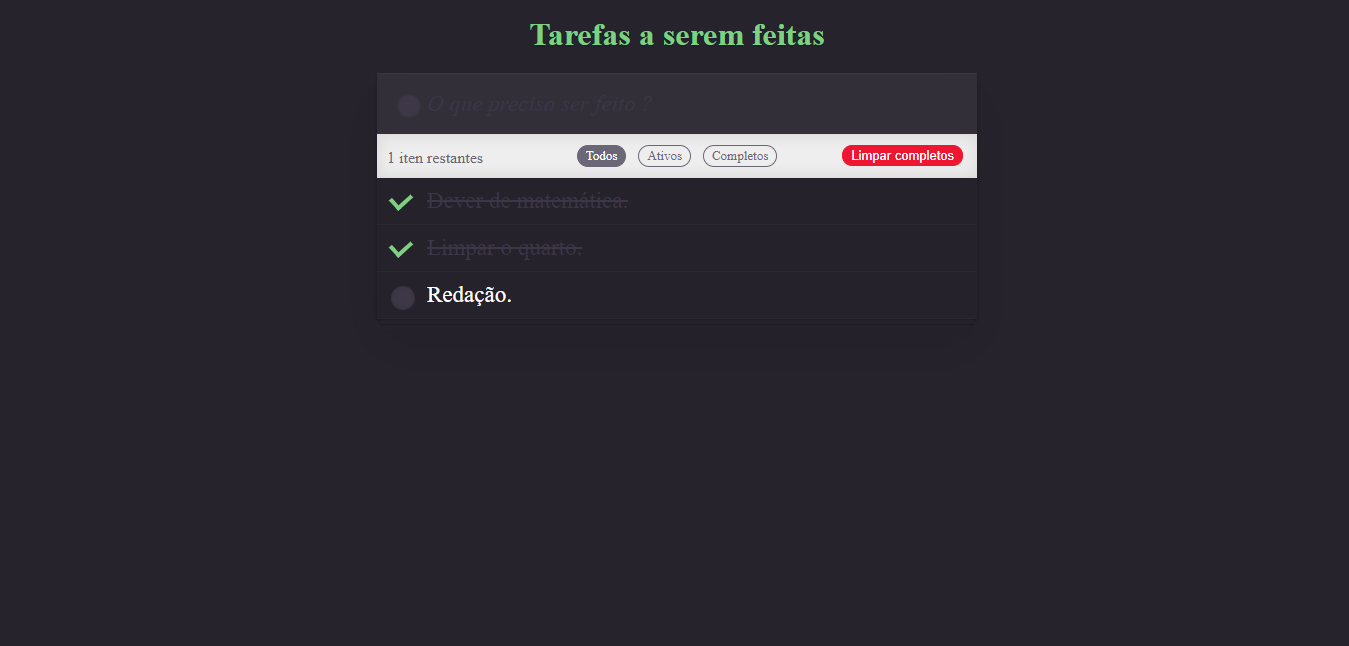 Tarefas a serem feitas
O que precisa ser feito ?
1 iten restantes Todos Ativos Completos Limpar completos
Dever de matemática.
Limpar o quarto.
Redação.